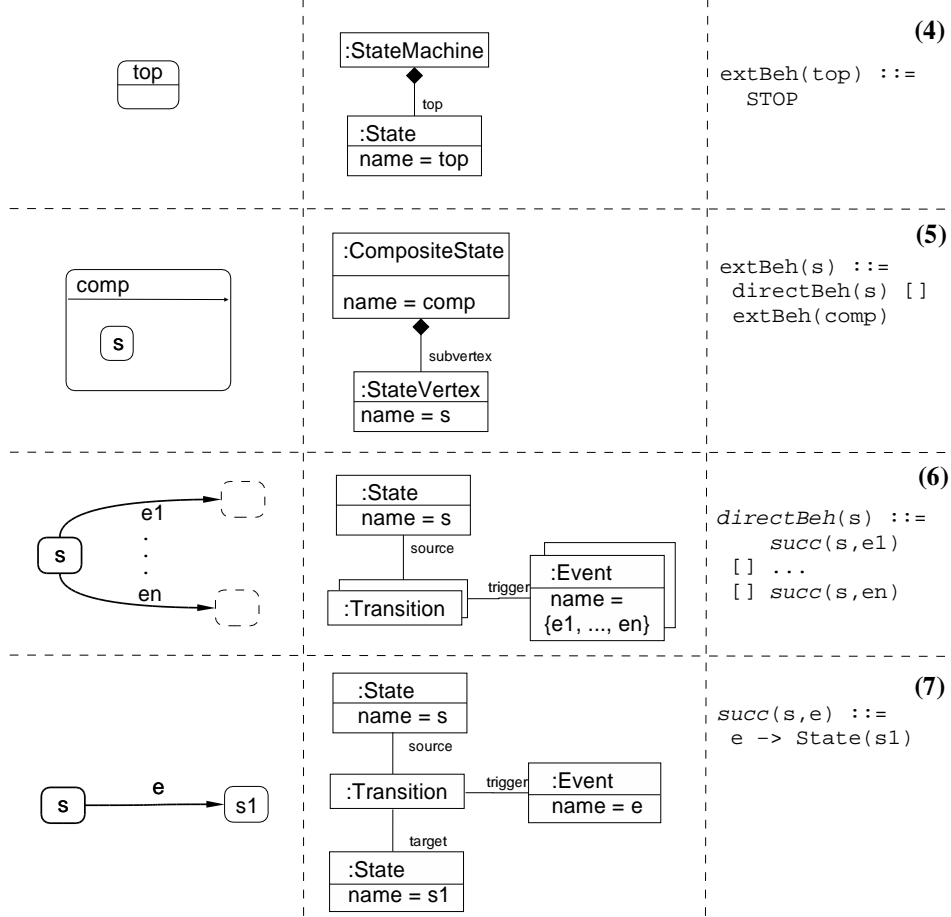 (4)
top
:StateMachine
top
:State
name = top
extBeh(top) ::=
STOP
(5)
comp
s
:CompositeState
name = comp
subvertex
:StateVertex
name = s
extBeh(s) ::=
directBeh(s) []
extBeh(comp)
(6)
e1
.
.
.
s
en
:State
name = s
source
:Transition
trigger
:Event
name =
{e1, ..., en}
directBeh(s) ::=
succ(s,e1)
[] ...
[] succ(s,en)
(7)
s
e
s1
:State
name = s
source
:Transition
trigger
:Event
name = e
target
:State
name = s1
succ(s,e) ::=
e -> State(s1)